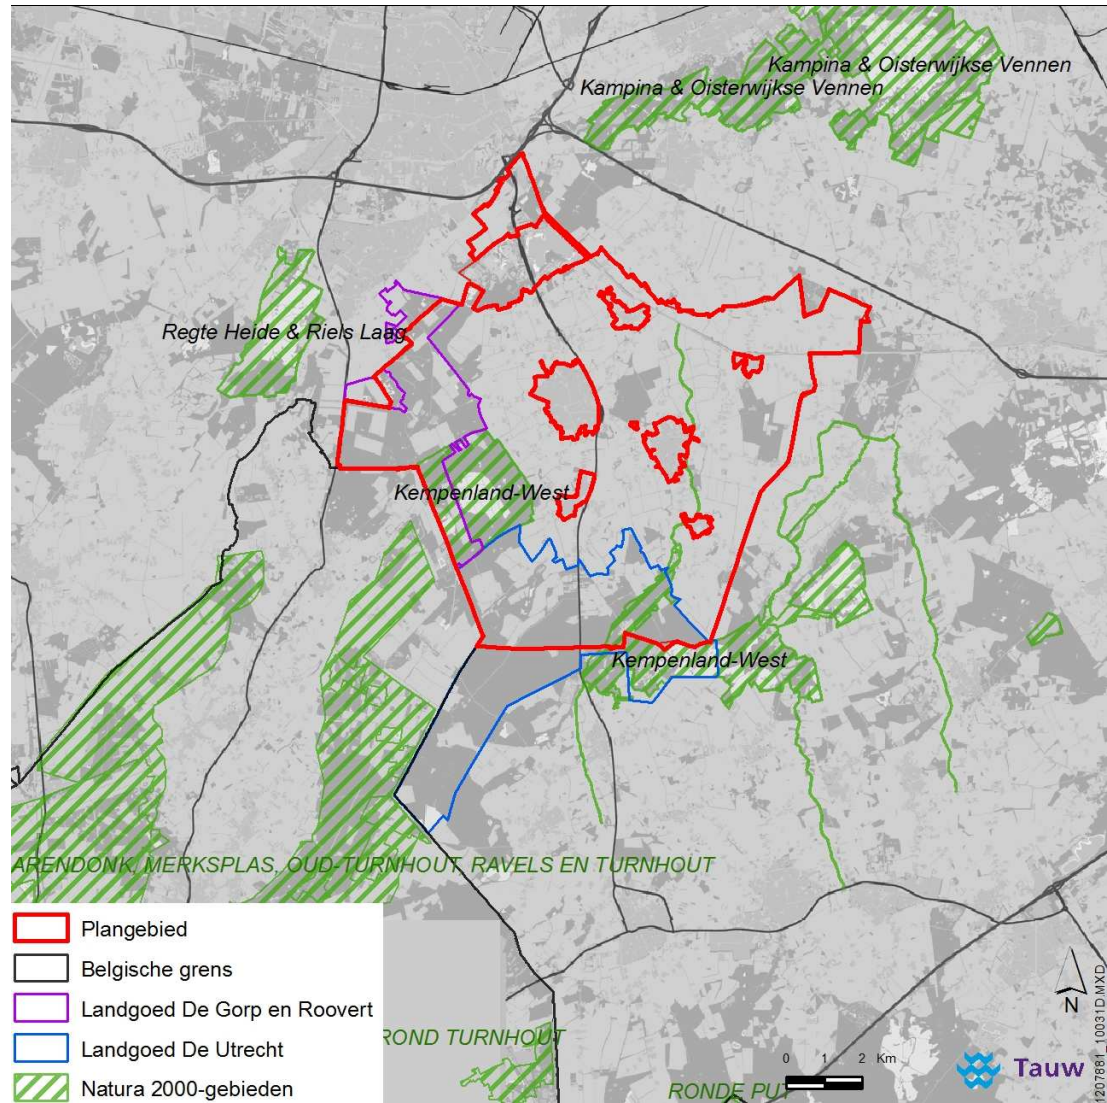 Kampina & Oisterwijkse Vennen
Kampina & Oisterwijkse Vennen
Regte Heide & Riels Laag
Kempenland-West
Kempenland-West
ARENDONK, MERKSPLAS, OUD-TURNHOUT, RAVELS EN TURNHOUT
Plangebied
Belgische grens
Landgoed De Gorp en Roovert
Landgoed De Utrecht
Natura 2000-gebieden
ROND TURNHOUT
RONDE PUT
0 1 2 Km
N
Tauw
1207881_10031D.MXD